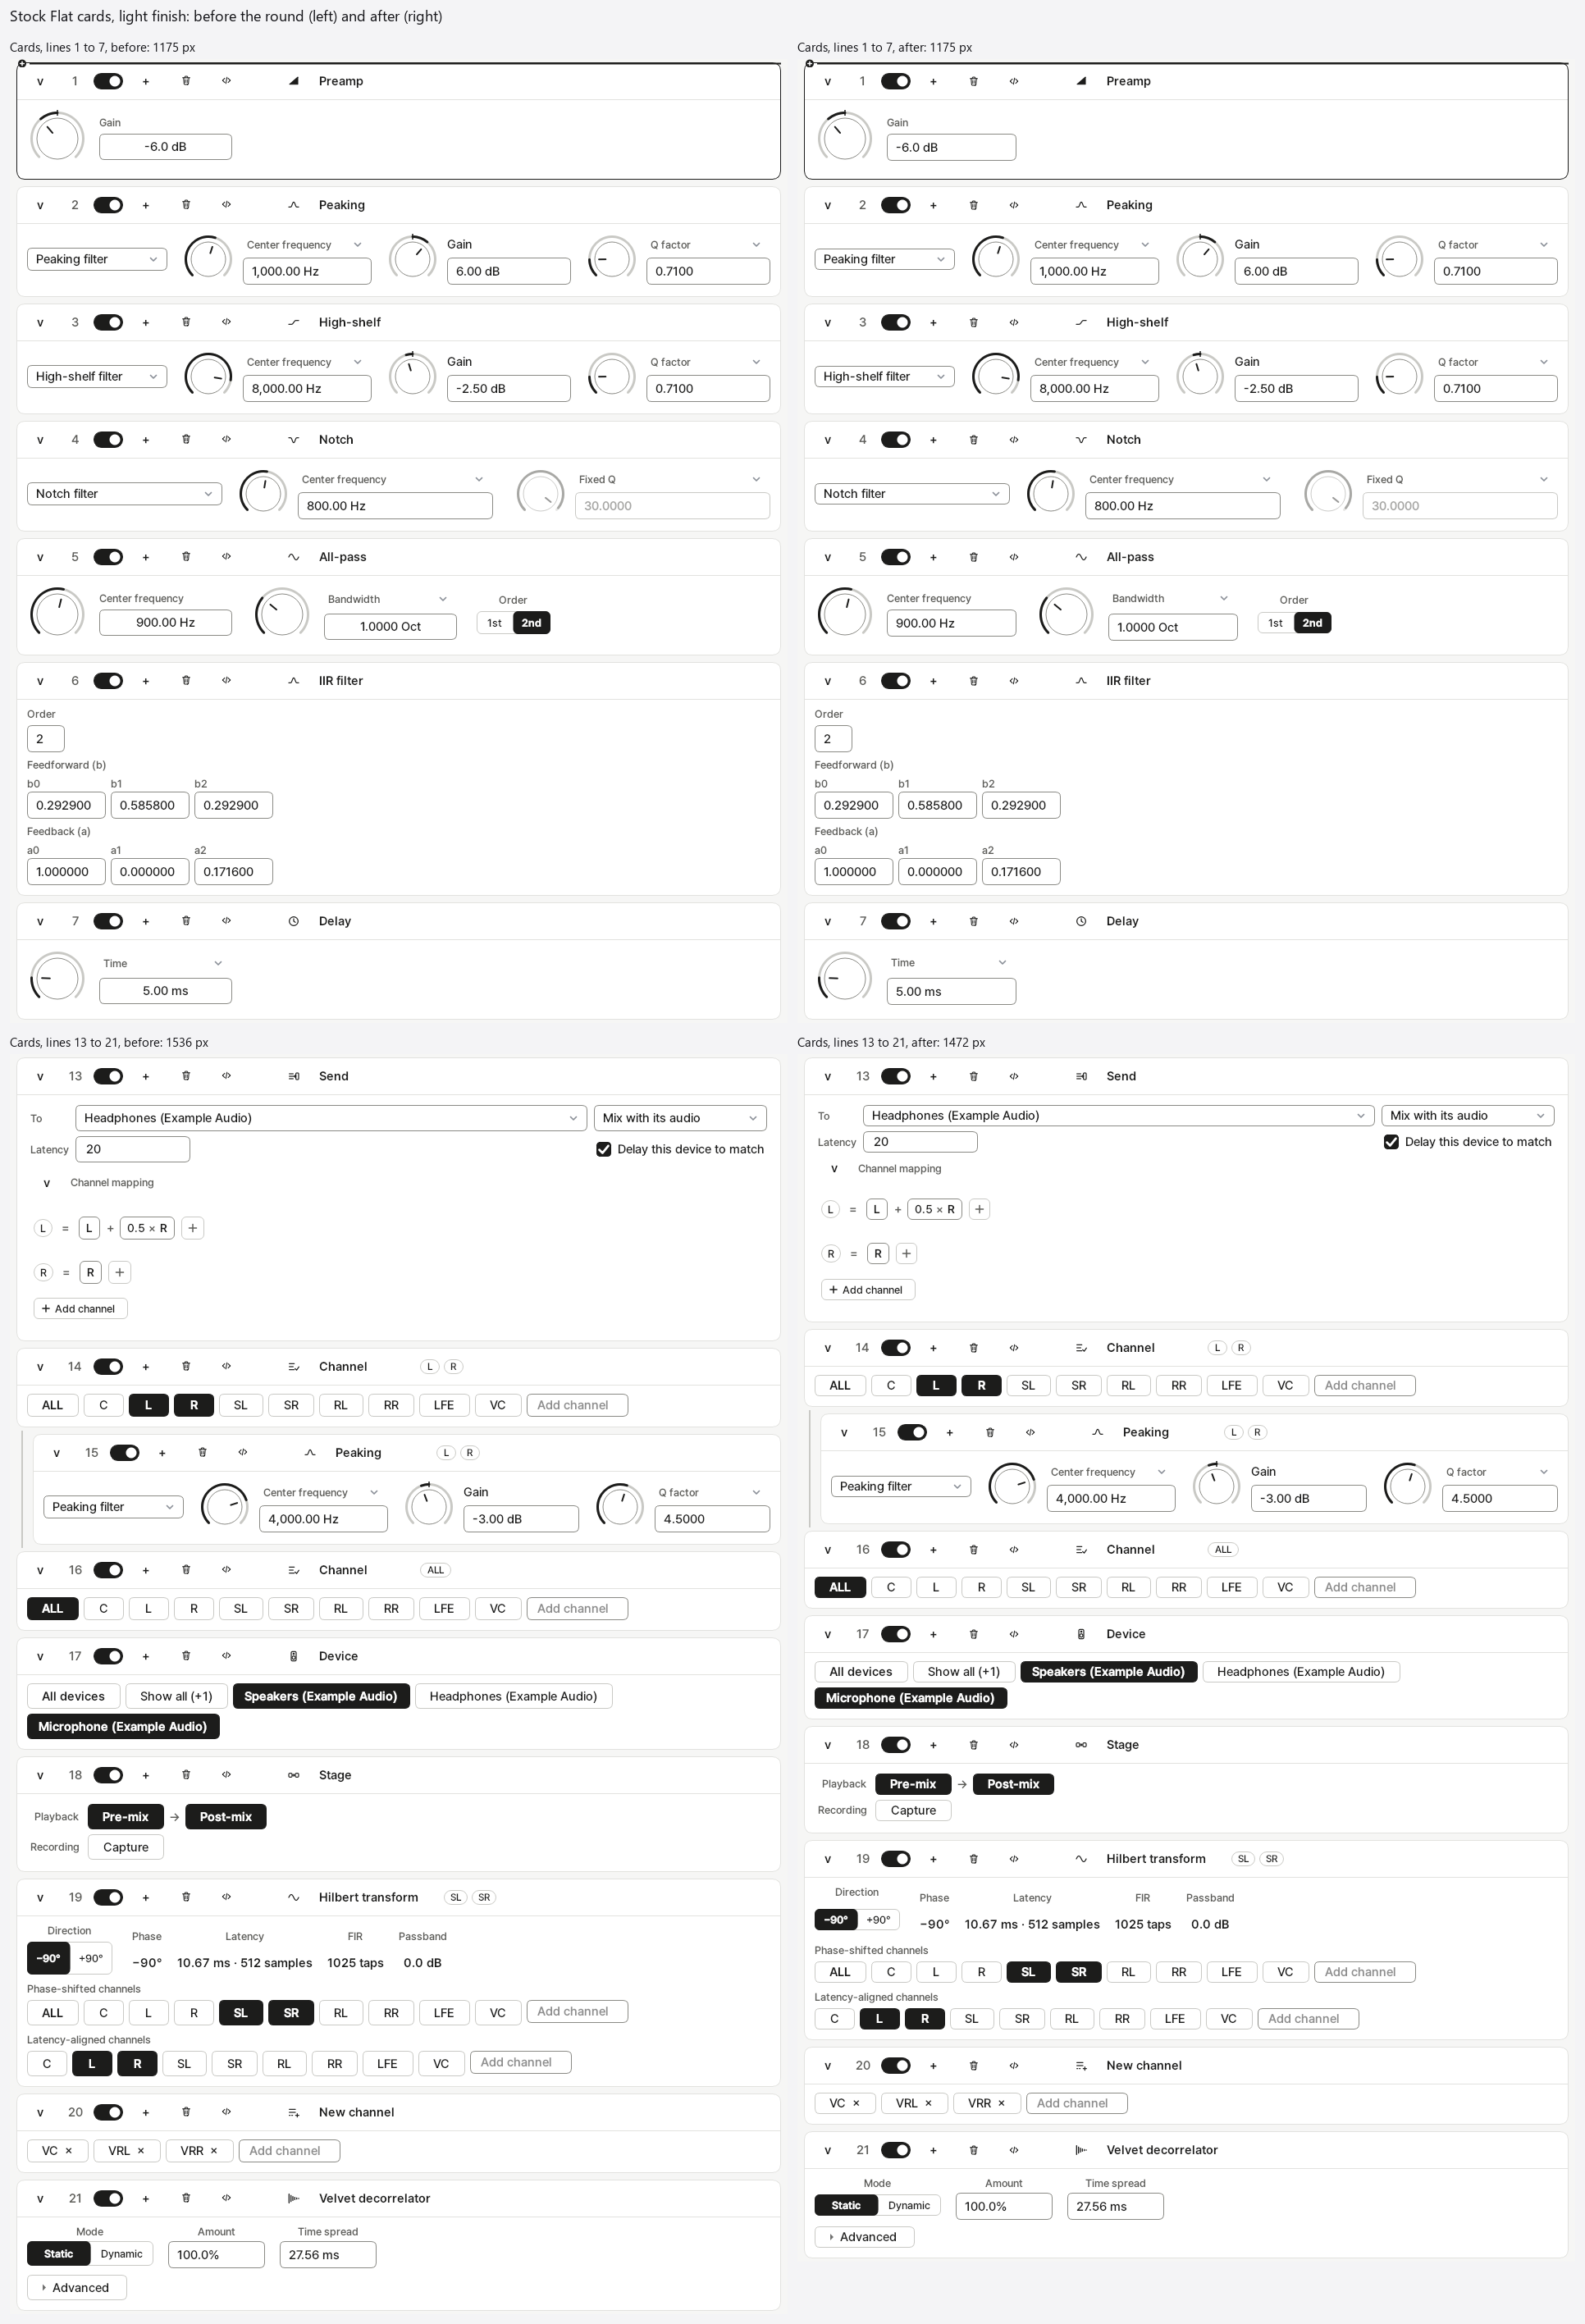 Stock Flat cards, light finish: before the round (left) and after (right)
Cards, lines 1 to 7, before: 1175 px
v 1 + </> Preamp
Gain
-6.0 dB
v 2 + </> Peaking
Peaking filter Center frequency Gain Q factor
1,000.00 Hz 6.00 dB 0.7100
v 3 + </> High-shelf
High-shelf filter Center frequency Gain Q factor
8,000.00 Hz -2.50 dB 0.7100
v 4 + </> Notch
Notch filter Center frequency Fixed Q
800.00 Hz 30.0000
v 5 + </> All-pass
Center frequency Bandwidth Order
900.00 Hz 1.0000 Oct 1st 2nd
v 6 + </> IIR filter
Order
2
Feedforward (b)
b0 b1 b2
0.292900 0.585800 0.292900
Feedback (a)
a0 a1 a2
1.000000 0.000000 0.171600
v 7 + </> Delay
Time
5.00 ms
Cards, lines 1 to 7, after: 1175 px
v 1 + </> Preamp
Gain
-6.0 dB
v 2 + </> Peaking
Peaking filter Center frequency Gain Q factor
1,000.00 Hz 6.00 dB 0.7100
v 3 + </> High-shelf
High-shelf filter Center frequency Gain Q factor
8,000.00 Hz -2.50 dB 0.7100
v 4 + </> Notch
Notch filter Center frequency Fixed Q
800.00 Hz 30.0000
v 5 + </> All-pass
Center frequency Bandwidth Order
900.00 Hz 1.0000 Oct 1st 2nd
v 6 + </> IIR filter
Order
2
Feedforward (b)
b0 b1 b2
0.292900 0.585800 0.292900
Feedback (a)
a0 a1 a2
1.000000 0.000000 0.171600
v 7 + </> Delay
Time
5.00 ms
Cards, lines 13 to 21, before: 1536 px
v 13 + </> Send
To Headphones (Example Audio) Mix with its audio
Latency 20 Delay this device to match
v Channel mapping
L = L + 0.5 × R +
R = R +
+ Add channel
v 14 + </> Channel L R
ALL C L R SL SR RL RR LFE VC Add channel
v 15 + </> Peaking L R
Peaking filter Center frequency Gain Q factor
4,000.00 Hz -3.00 dB 4.5000
v 16 + </> Channel ALL
ALL C L R SL SR RL RR LFE VC Add channel
v 17 + </> Device
All devices Show all (+1) Speakers (Example Audio) Headphones (Example Audio)
Microphone (Example Audio)
v 18 + </> Stage
Playback Pre-mix → Post-mix
Recording Capture
v 19 + </> Hilbert transform SL SR
Direction Phase Latency FIR Passband
−90° +90° −90° 10.67 ms · 512 samples 1025 taps 0.0 dB
Phase-shifted channels
ALL C L R SL SR RL RR LFE VC Add channel
Latency-aligned channels
C L R SL SR RL RR LFE VC Add channel
v 20 + </> New channel
VC × VRL × VRR × Add channel
v 21 + </> Velvet decorrelator
Mode Amount Time spread
Static Dynamic 100.0% 27.56 ms
Advanced
Cards, lines 13 to 21, after: 1472 px
v 13 + </> Send
To Headphones (Example Audio) Mix with its audio
Latency 20 Delay this device to match
v Channel mapping
L = L + 0.5 × R +
R = R +
+ Add channel
v 14 + </> Channel L R
ALL C L R SL SR RL RR LFE VC Add channel
v 15 + </> Peaking L R
Peaking filter Center frequency Gain Q factor
4,000.00 Hz -3.00 dB 4.5000
v 16 + </> Channel ALL
ALL C L R SL SR RL RR LFE VC Add channel
v 17 + </> Device
All devices Show all (+1) Speakers (Example Audio) Headphones (Example Audio)
Microphone (Example Audio)
v 18 + </> Stage
Playback Pre-mix → Post-mix
Recording Capture
v 19 + </> Hilbert transform SL SR
Direction Phase Latency FIR Passband
−90° +90° −90° 10.67 ms · 512 samples 1025 taps 0.0 dB
Phase-shifted channels
ALL C L R SL SR RL RR LFE VC Add channel
Latency-aligned channels
C L R SL SR RL RR LFE VC Add channel
v 20 + </> New channel
VC × VRL × VRR × Add channel
v 21 + </> Velvet decorrelator
Mode Amount Time spread
Static Dynamic 100.0% 27.56 ms
Advanced